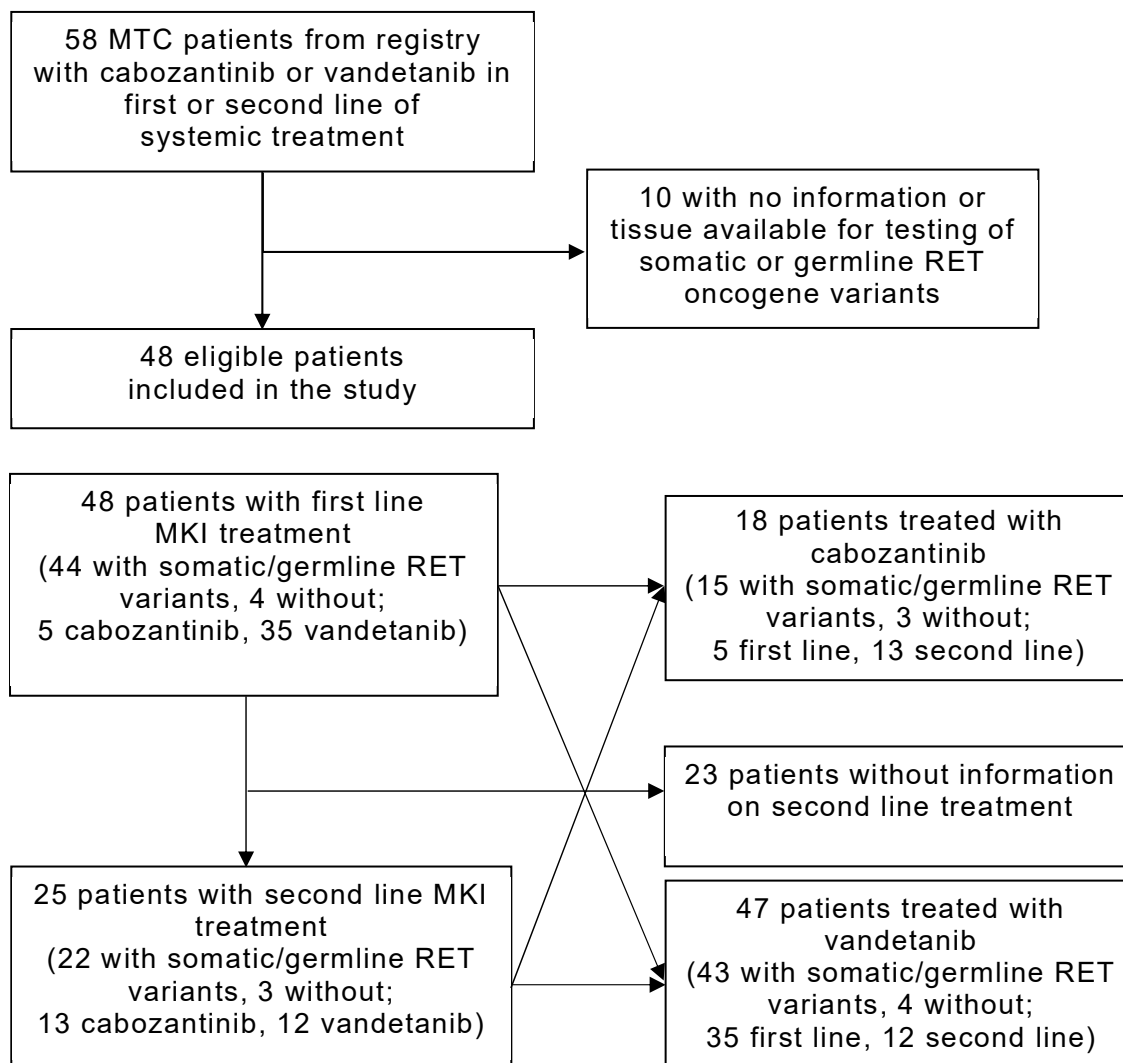 58 MTC patients from registry
with cabozantinib or vandetanib in
first or second line of
systemic treatment
10 with no information or
tissue available for testing of
somatic or germline RET
oncogene variants
48 eligible patients
included in the study
48 patients with first line
MKI treatment
(44 with somatic/germline RET
variants, 4 without;
5 cabozantinib, 35 vandetanib)
18 patients treated with
cabozantinib
(15 with somatic/germline RET
variants, 3 without;
5 first line, 13 second line)
23 patients without information
on second line treatment
25 patients with second line MKI
treatment
(22 with somatic/germline RET
variants, 3 without;
13 cabozantinib, 12 vandetanib)
47 patients treated with
vandetanib
(43 with somatic/germline RET
variants, 4 without;
35 first line, 12 second line)